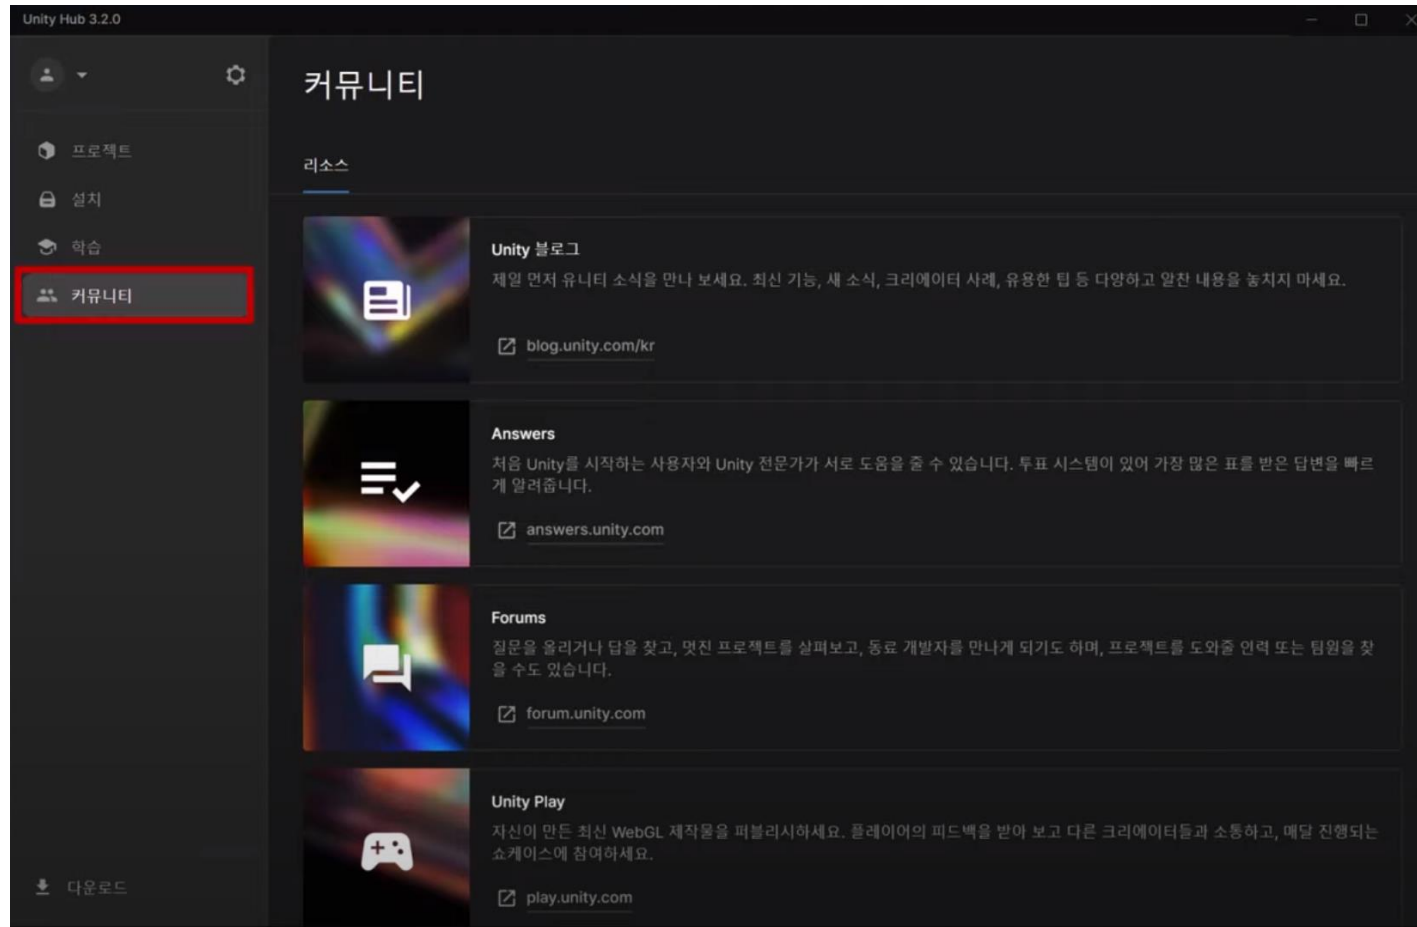 Unity Hub 3.2.0
커뮤니티
프로젝트
리소스
설치
학습
커뮤니티
Unity 블로그
제일 먼저 유니티 소식을 만나 보세요. 최신 기능, 새 소식, 크리에이터 사례, 유용한 팁 등 다양하고 알찬 내용을 놓치지 마세요.
blog.unity.com/kr
Answers
처음 Unity를 시작하는 사용자와 Unity 전문가가 서로 도움을 줄 수 있습니다. 투표 시스템이 있어 가장 많은 표를 받은 답변을 빠르
게 알려줍니다.
answers.unity.com
Forums
질문을 올리거나 답을 찾고, 멋진 프로젝트를 살펴보고, 동료 개발자를 만나게 되기도 하며, 프로젝트를 도와줄 인력 또는 팀원을 찾
을 수도 있습니다.
forum.unity.com
Unity Play
자신이 만든 최신 WebGL 제작물을 퍼블리시하세요. 플레이어의 피드백을 받아 보고 다른 크리에이터들과 소통하고, 매달 진행되는
쇼케이스에 참여하세요.
play.unity.com
다운로드